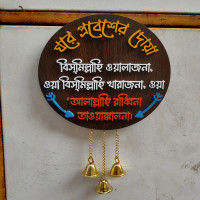 ঘরে প্রবেশের দোয়া
বিসমিল্লাহি ওয়ালাজনা,
ওয়া বিসমিল্লাহি খারাজনা, ওয়া
"আলাল্লাহি রাব্বিনা
তাওয়াক্কালনা।